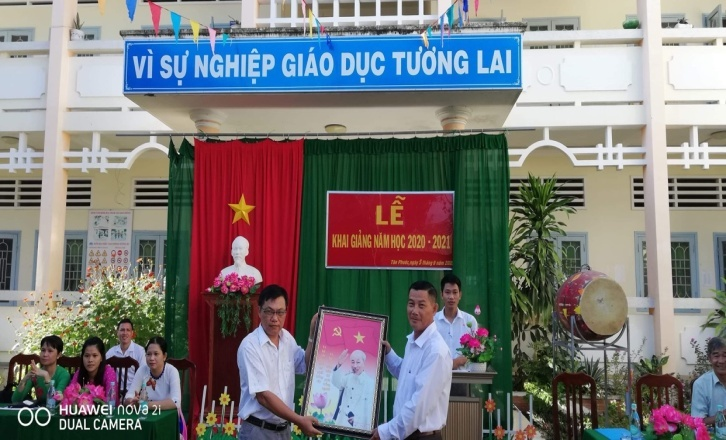 VÌ SỰ NGHIỆP GIÁO DỤC TƯƠNG LAI
LỄ
KHAI GIẢNG NĂM HỌC 2020 - 2021
HUAWEI nova 2i
DUAL CAMERA